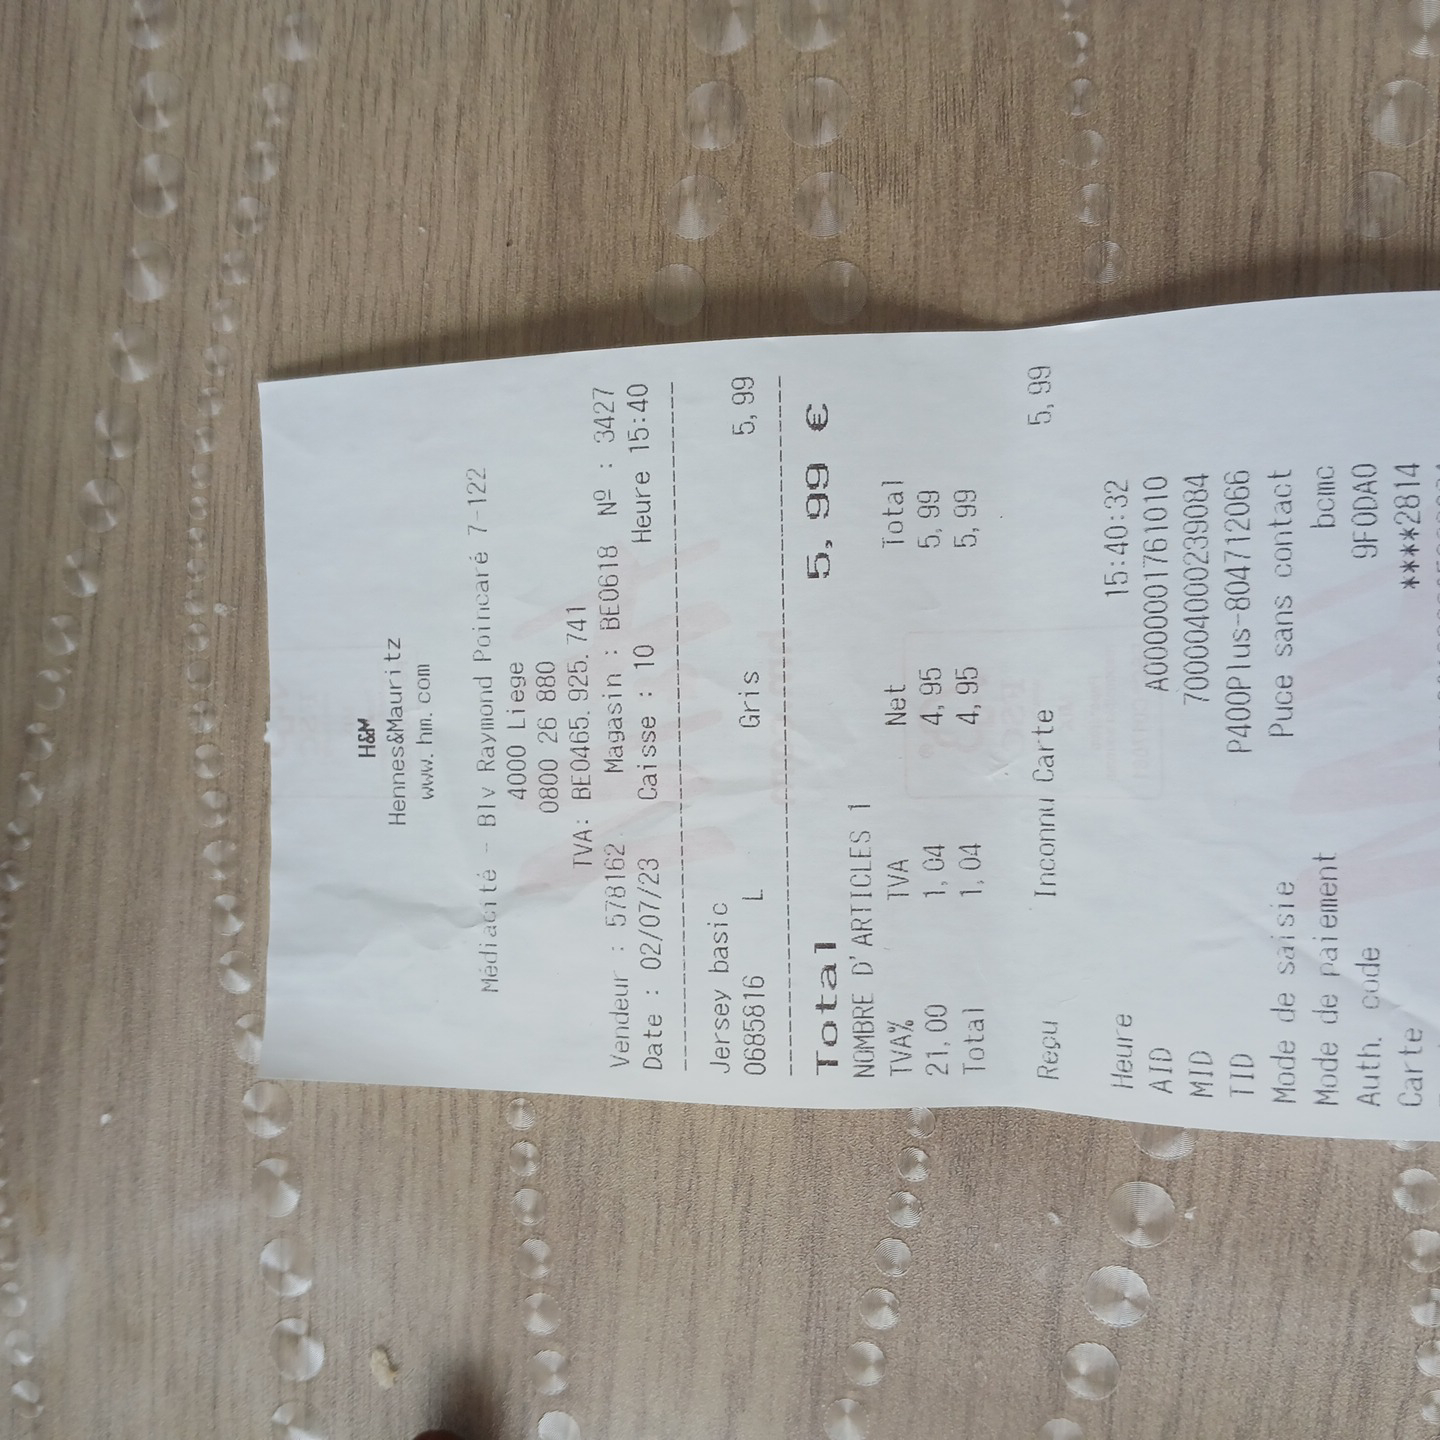 H&M
Hennes&Mauritz
www.hm.com
Médiacité - Blv Raymond Poincaré 7-122
4000 Liege
0800 26 880
TVA: BE0465.925.741
Vendeur : 578162 Magasin : BE0618 Nº : 3427
Date : 02/07/23 Caisse : 10 Heure 15:40
Jersey basic
0685816 L Gris 5,99
Total 5,99 €
NOMBRE D'ARTICLES 1
TVA% TVA Net Total
21.00 1,04 4,95 5,99
Total 1,04 4,95 5,99
Reçu Inconnu Carte 5,99
Heure 15:40:32
AID A0000001761010
MID 7000040000239084
TID P400Plus-804712066
Mode de saisie Puce sans contact
Mode de paiement bcmc
Auth. code 9F0DA0
Carte ****2814